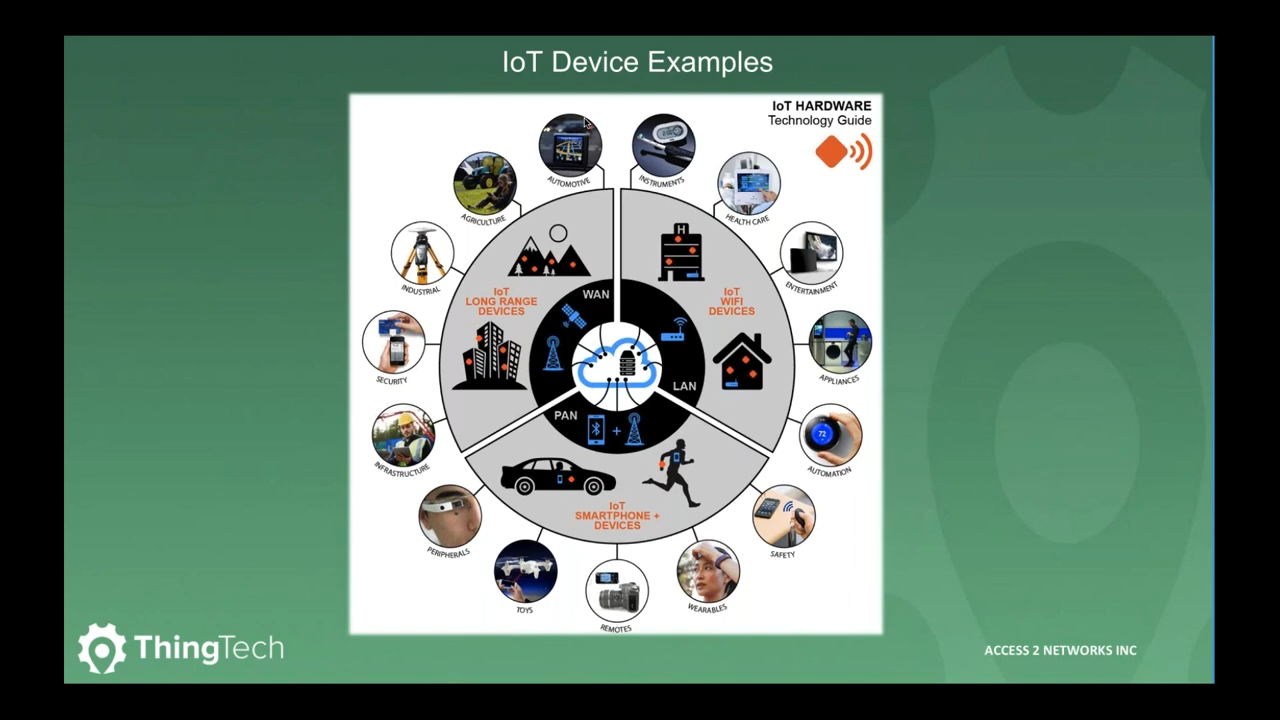 IoT Device Examples
IoT HARDWARE
Technology Guide
AUTOMOTIVE
INSTRUMENTS
AGRICULTURE
HEALTH CARE
INDUSTRIAL
ENTERTAINMENT
H
WAN
IoT
LONG RANGE
DEVICES
IoT
WIFI
DEVICES
SECURITY
APPLIANCES
LAN
PAN
+
72
INFRASTRUCTURE
AUTOMATION
IoT
SMARTPHONE +
DEVICES
PERIPHERALS
SAFETY
TOYS
WEARABLES
REMOTES
ThingTech
ACCESS 2 NETWORKS INC